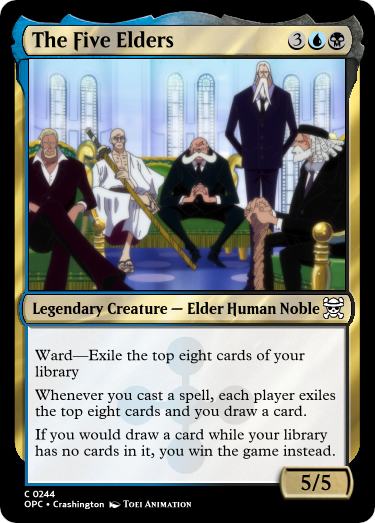 The Five Elders 3
Legendary Creature — Elder Human Noble
Ward—Exile the top eight cards of your
library
Whenever you cast a spell, each player exiles
the top eight cards and you draw a card.
If you would draw a card while your library
has no cards in it, you win the game instead.
5/5
C 0244
OPC • Crashington TOEI ANIMATION